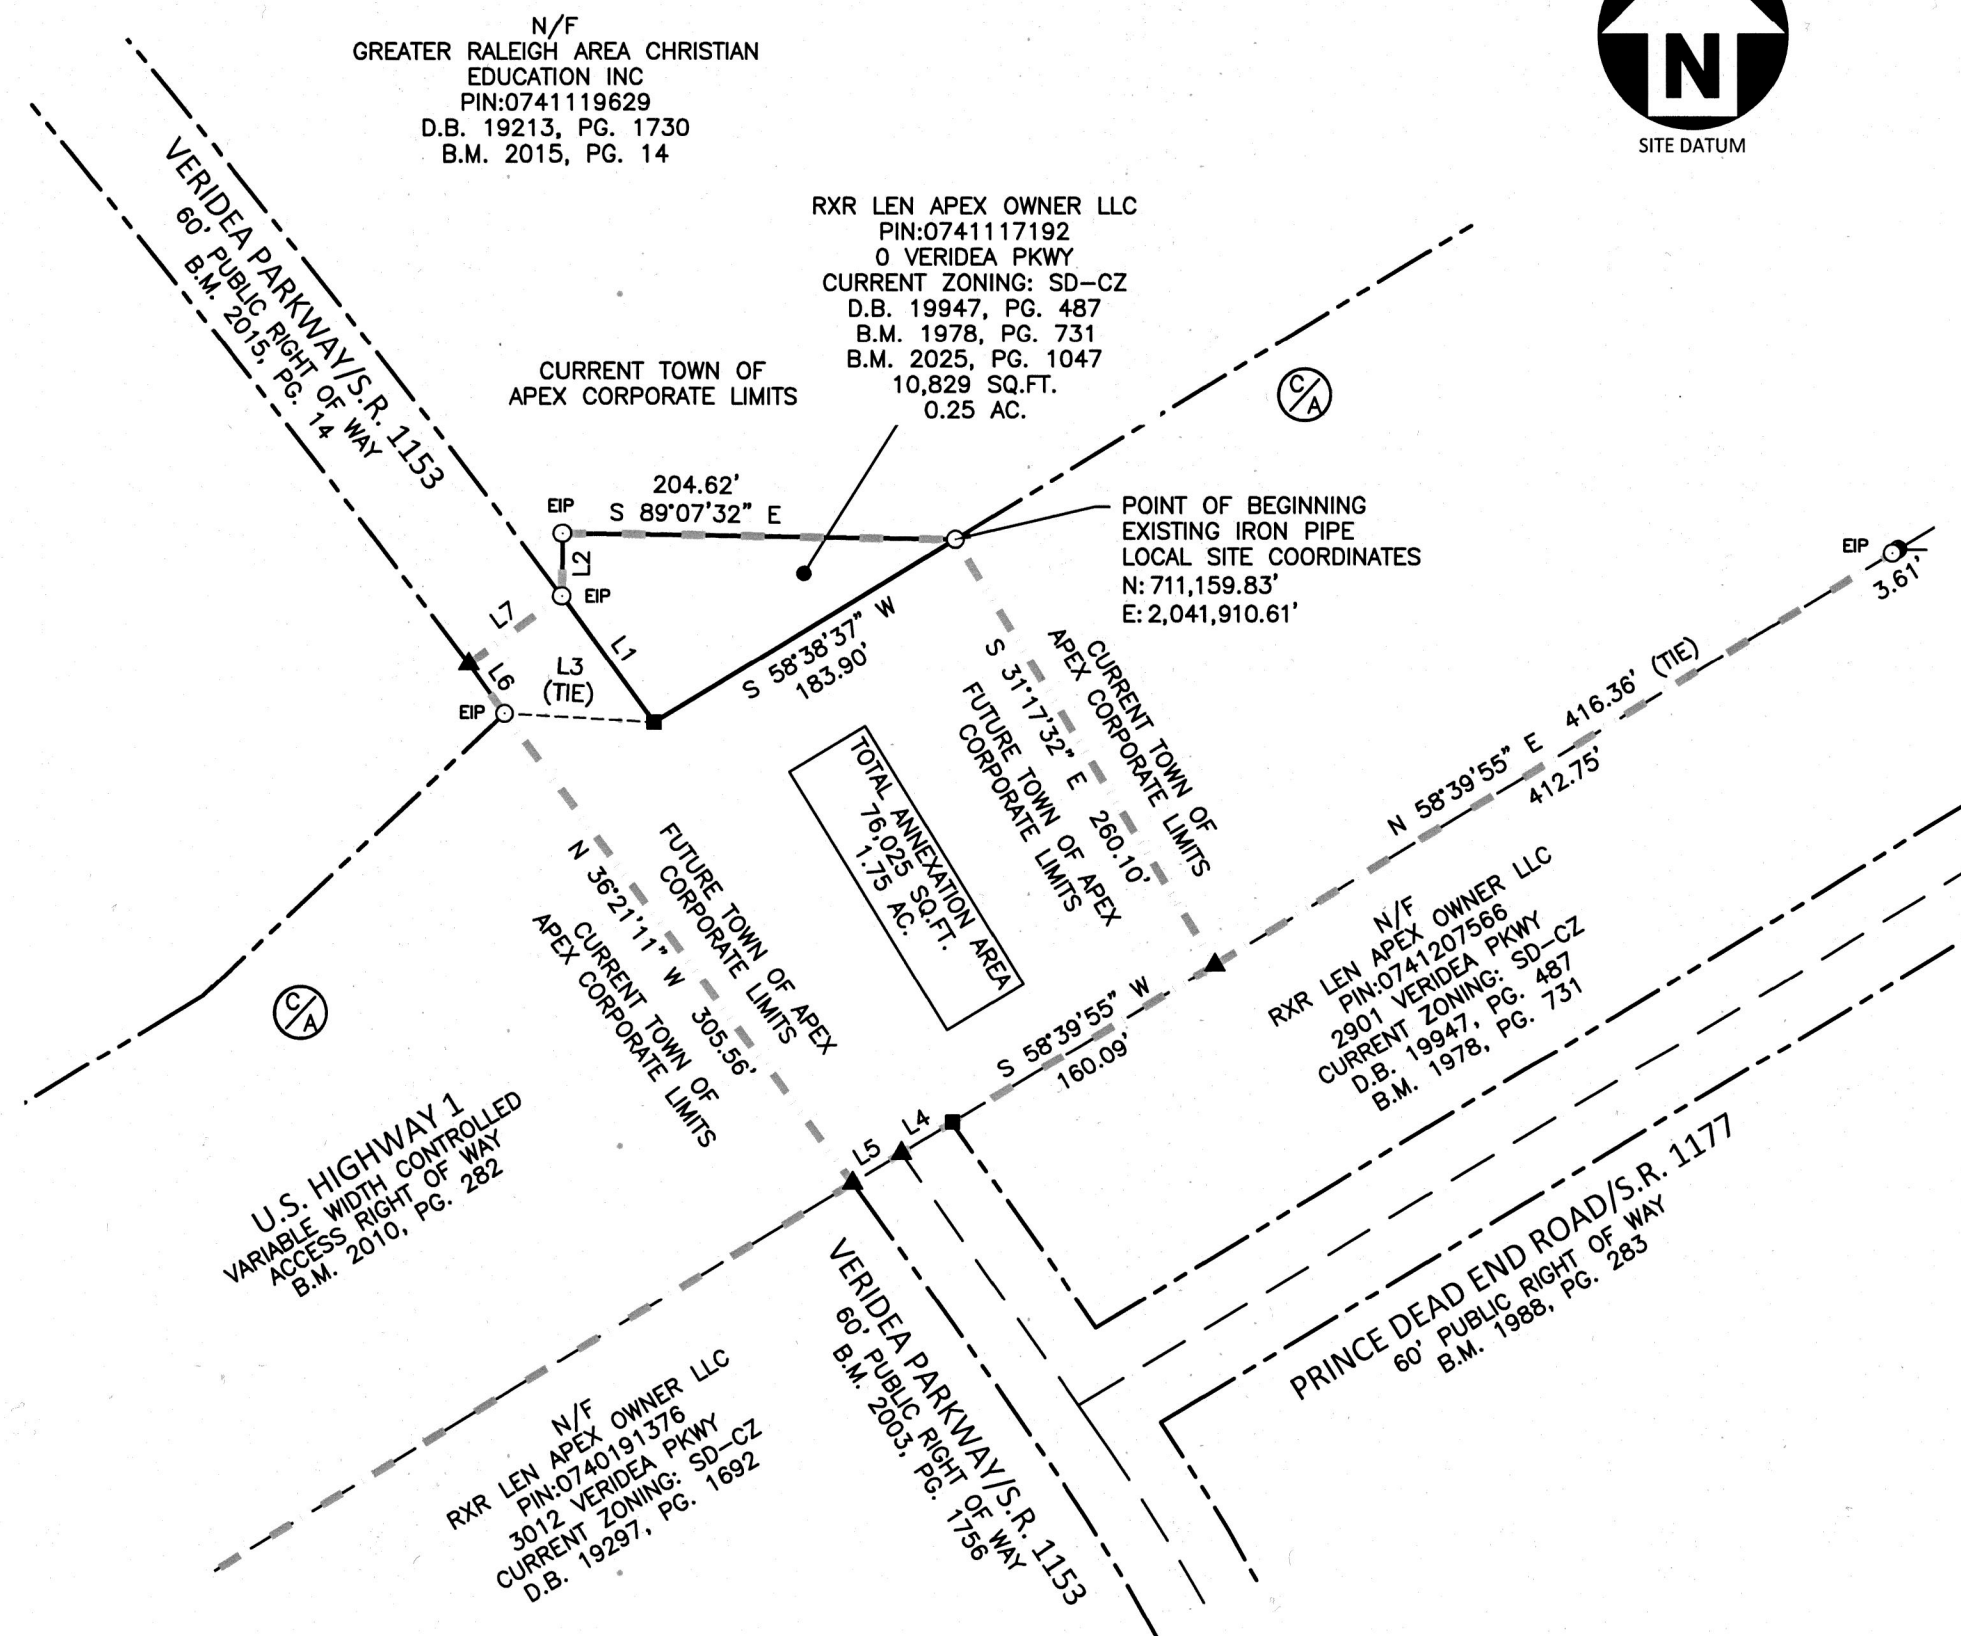 N/F
GREATER RALEIGH AREA CHRISTIAN
EDUCATION INC
PIN:0741119629
D.B. 19213, PG. 1730
B.M. 2015, PG. 14
N
SITE DATUM
VERIDEA PARKWAY/S.R. 1153
60' PUBLIC RIGHT OF WAY
B.M. 2015, PG. 14
RXR LEN APEX OWNER LLC
PIN:0741117192
0 VERIDEA PKWY
CURRENT ZONING: SD-CZ
D.B. 19947, PG. 487
B.M. 1978, PG. 731
B.M. 2025, PG. 1047
10,829 SQ.FT.
0.25 AC.
CURRENT TOWN OF
APEX CORPORATE LIMITS
C/A
204.62'
S 89°07'32" E
EIP
L2
EIP
L7
L1
L6
L3
(TIE)
EIP
S 58°38'37" W
183.90'
POINT OF BEGINNING
EXISTING IRON PIPE
LOCAL SITE COORDINATES
N: 711,159.83'
E: 2,041,910.61'
EIP
3.61'
CURRENT TOWN OF
APEX CORPORATE LIMITS
S 31°17'32" E 260.10'
FUTURE TOWN OF APEX
CORPORATE LIMITS
N 58°39'55" E 416.36' (TIE)
412.75'
TOTAL ANNEXATION AREA
76,025 SQ.FT.
1.75 AC.
FUTURE TOWN OF APEX
CORPORATE LIMITS
N 36°21'11" W 305.56'
CURRENT TOWN OF
APEX CORPORATE LIMITS
N/F
RXR LEN APEX OWNER LLC
PIN:0741207566
2901 VERIDEA PKWY
CURRENT ZONING: SD-CZ
D.B. 19947, PG. 487
B.M. 1978, PG. 731
C/A
S 58°39'55" W
160.09'
L4
L5
U.S. HIGHWAY 1
VARIABLE WIDTH CONTROLLED
ACCESS RIGHT OF WAY
B.M. 2010, PG. 282
PRINCE DEAD END ROAD/S.R. 1177
60' PUBLIC RIGHT OF WAY
B.M. 1988, PG. 283
VERIDEA PARKWAY/S.R. 1153
60' PUBLIC RIGHT OF WAY
B.M. 2003, PG. 1756
N/F
RXR LEN APEX OWNER LLC
PIN:0740191376
3012 VERIDEA PKWY
CURRENT ZONING: SD-CZ
D.B. 19297, PG. 1692